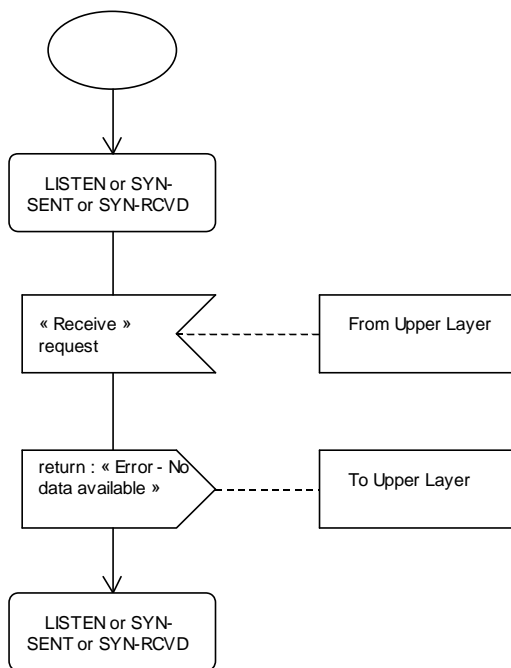 LISTEN or SYN-
SENT or SYN-RCVD
« Receive »
request
From Upper Layer
return : « Error - No
data available »
To Upper Layer
LISTEN or SYN-
SENT or SYN-RCVD